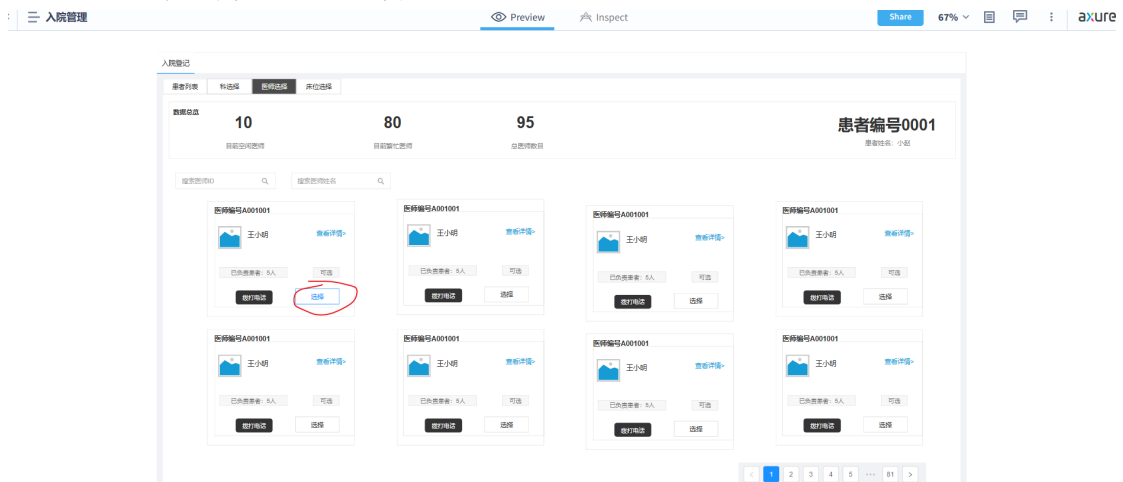 入院管理
Preview
Inspect
Share
67%
axure
入院登记
患者列表 科选择 医师选择 床位选择
数据总览
10 80 95
目前空闲医师 目前繁忙医师 总医师数目
患者编号0001
患者姓名：小赵
搜索医师ID 搜索医师姓名
医师编号A001001 医师编号A001001 医师编号A001001 医师编号A001001
王小明 查看详情> 王小明 查看详情> 王小明 查看详情> 王小明 查看详情>
已负责患者：5人 可选 已负责患者：5人 可选 已负责患者：5人 可选 已负责患者：5人 可选
拨打电话 选择 拨打电话 选择 拨打电话 选择 拨打电话 选择
医师编号A001001 医师编号A001001 医师编号A001001 医师编号A001001
王小明 查看详情> 王小明 查看详情> 王小明 查看详情> 王小明 查看详情>
已负责患者：5人 可选 已负责患者：5人 可选 已负责患者：5人 可选 已负责患者：5人 可选
拨打电话 选择 拨打电话 选择 拨打电话 选择 拨打电话 选择
< 1 2 3 4 5 ··· 81 >